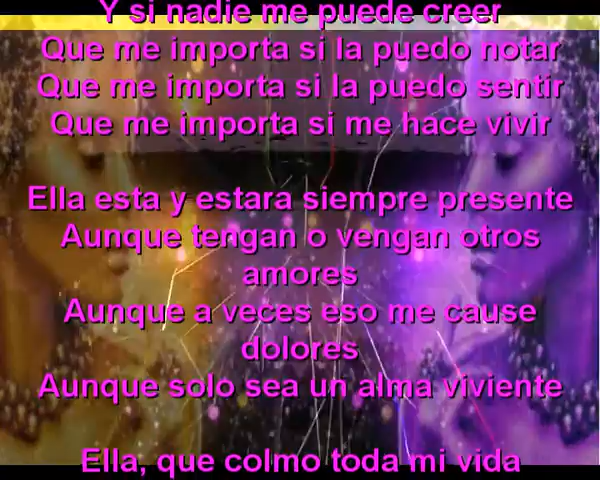 Y si nadie me puede creer
Que me importa si la puedo notar
Que me importa si la puedo sentir
Que me importa si me hace vivir
Ella esta y estara siempre presente
Aunque tengan o vengan otros
amores
Aunque a veces eso me cause
dolores
Aunque solo sea un alma viviente
Ella, que colmo toda mi vida